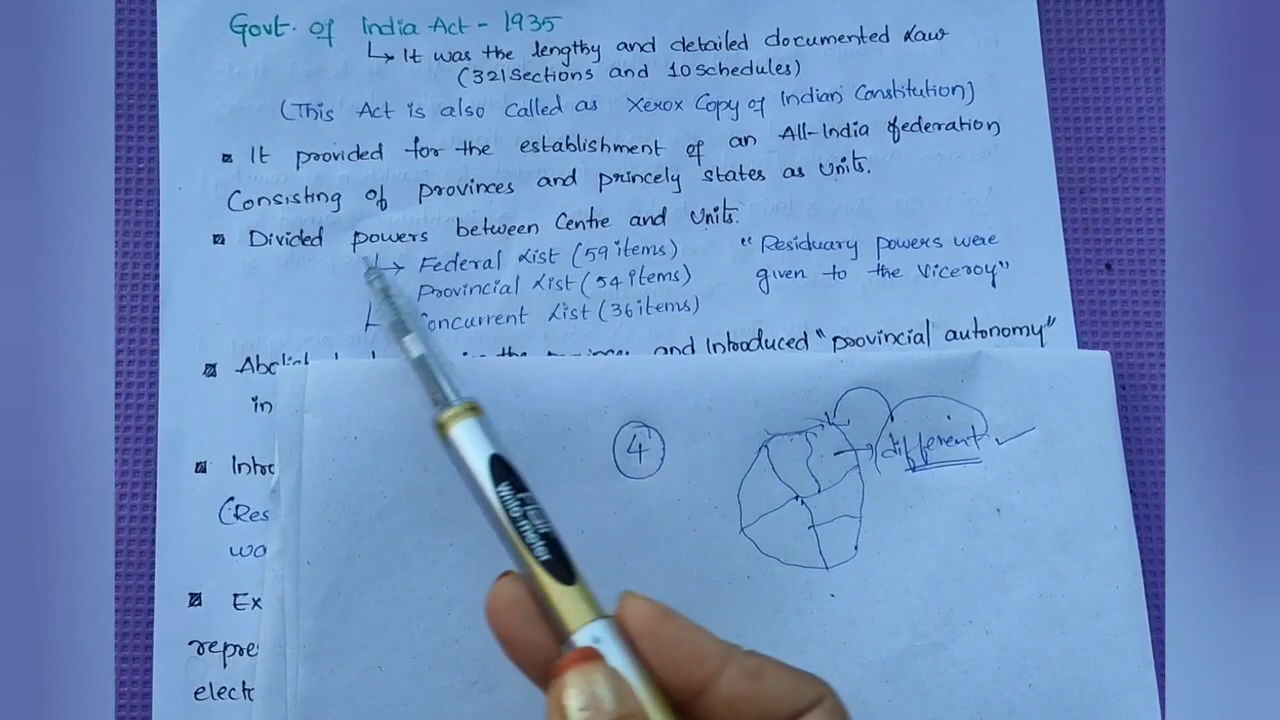 Govt. of India Act - 1935
It was the lengthy and detailed documented Law
(321 Sections and 10 Schedules)
(This Act is also called as Xerox Copy of Indian Constitution)
It provided for the establishment of an All-India federation
Consisting of provinces and princely states as Units.
Divided powers between Centre and Units.
Federal List (59 items)
"Residuary powers were
Provincial List (54 items)
given to the Viceroy"
Concurrent List (36 items)
and Introduced "provincial autonomy"
in
4
different
Intro
(Res
wa
Ex
repre
elect
Write-meter